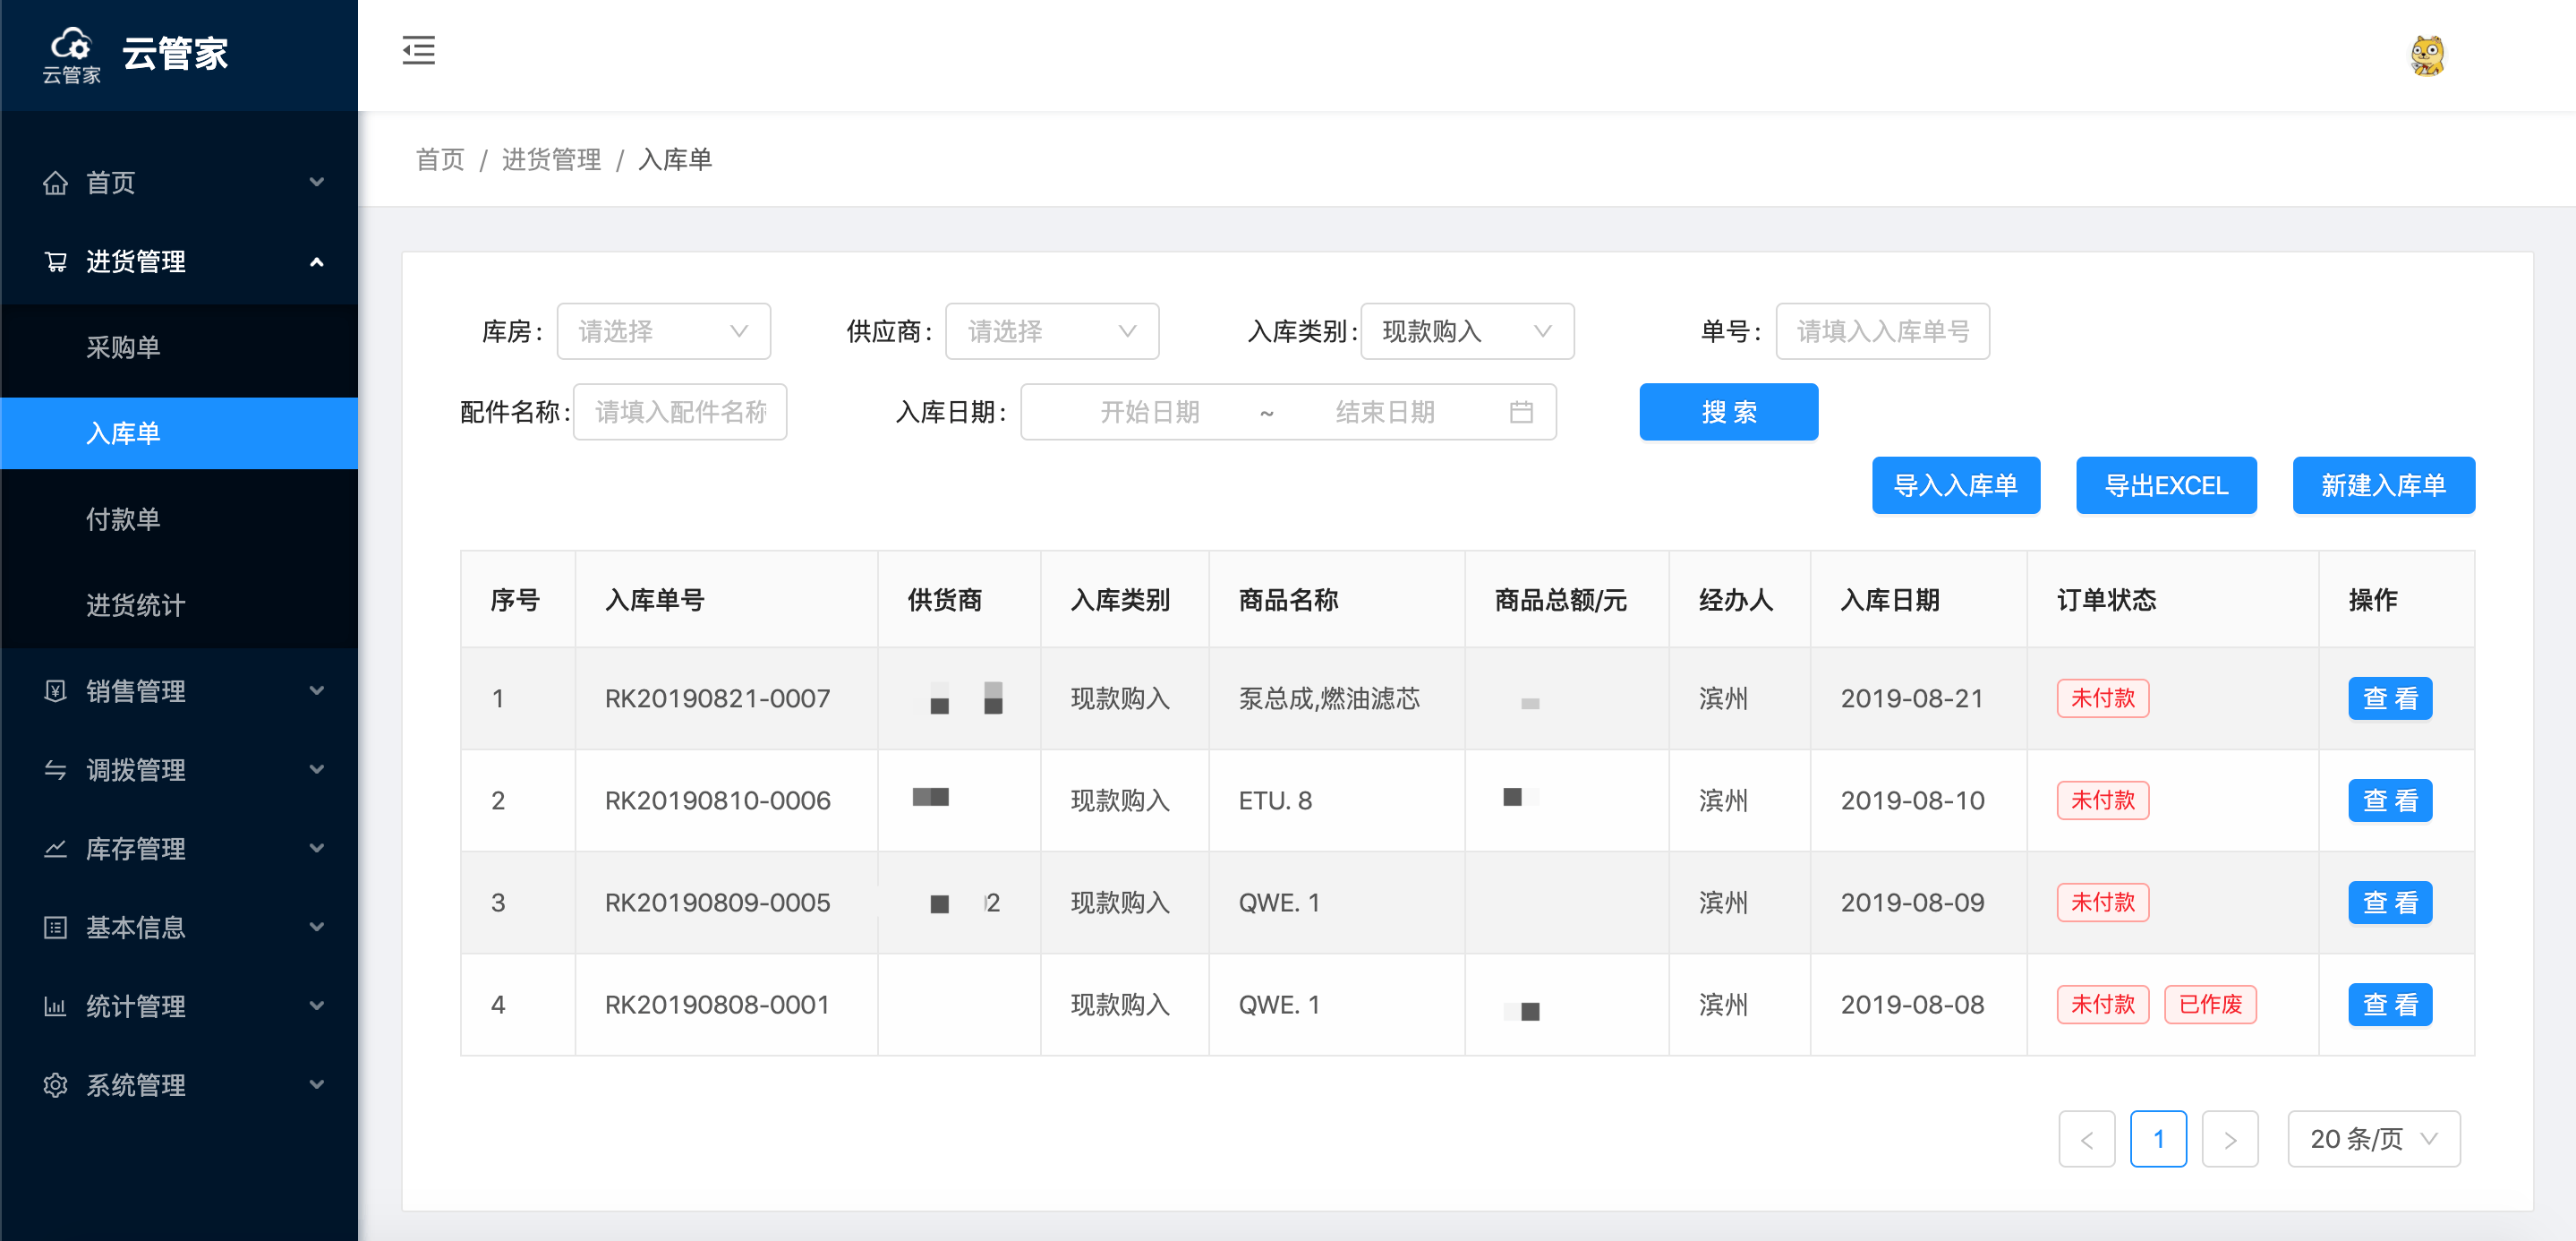 云管家
云管家
首页
进货管理
采购单
入库单
付款单
进货统计
销售管理
调拨管理
库存管理
基本信息
统计管理
系统管理
首页 / 进货管理 / 入库单
库房: 请选择 供应商: 请选择 入库类别: 现款购入 单号: 请填入入库单号
配件名称: 请填入配件名称 入库日期: 开始日期 ~ 结束日期 搜 索
导入入库单 导出EXCEL 新建入库单
序号 入库单号 供货商 入库类别 商品名称 商品总额/元 经办人 入库日期 订单状态 操作
1 RK20190821-0007 现款购入 泵总成,燃油滤芯 滨州 2019-08-21 未付款 查 看
2 RK20190810-0006 现款购入 ETU. 8 滨州 2019-08-10 未付款 查 看
3 RK20190809-0005 2 现款购入 QWE. 1 滨州 2019-08-09 未付款 查 看
4 RK20190808-0001 现款购入 QWE. 1 滨州 2019-08-08 未付款 已作废 查 看
< 1 > 20 条/页